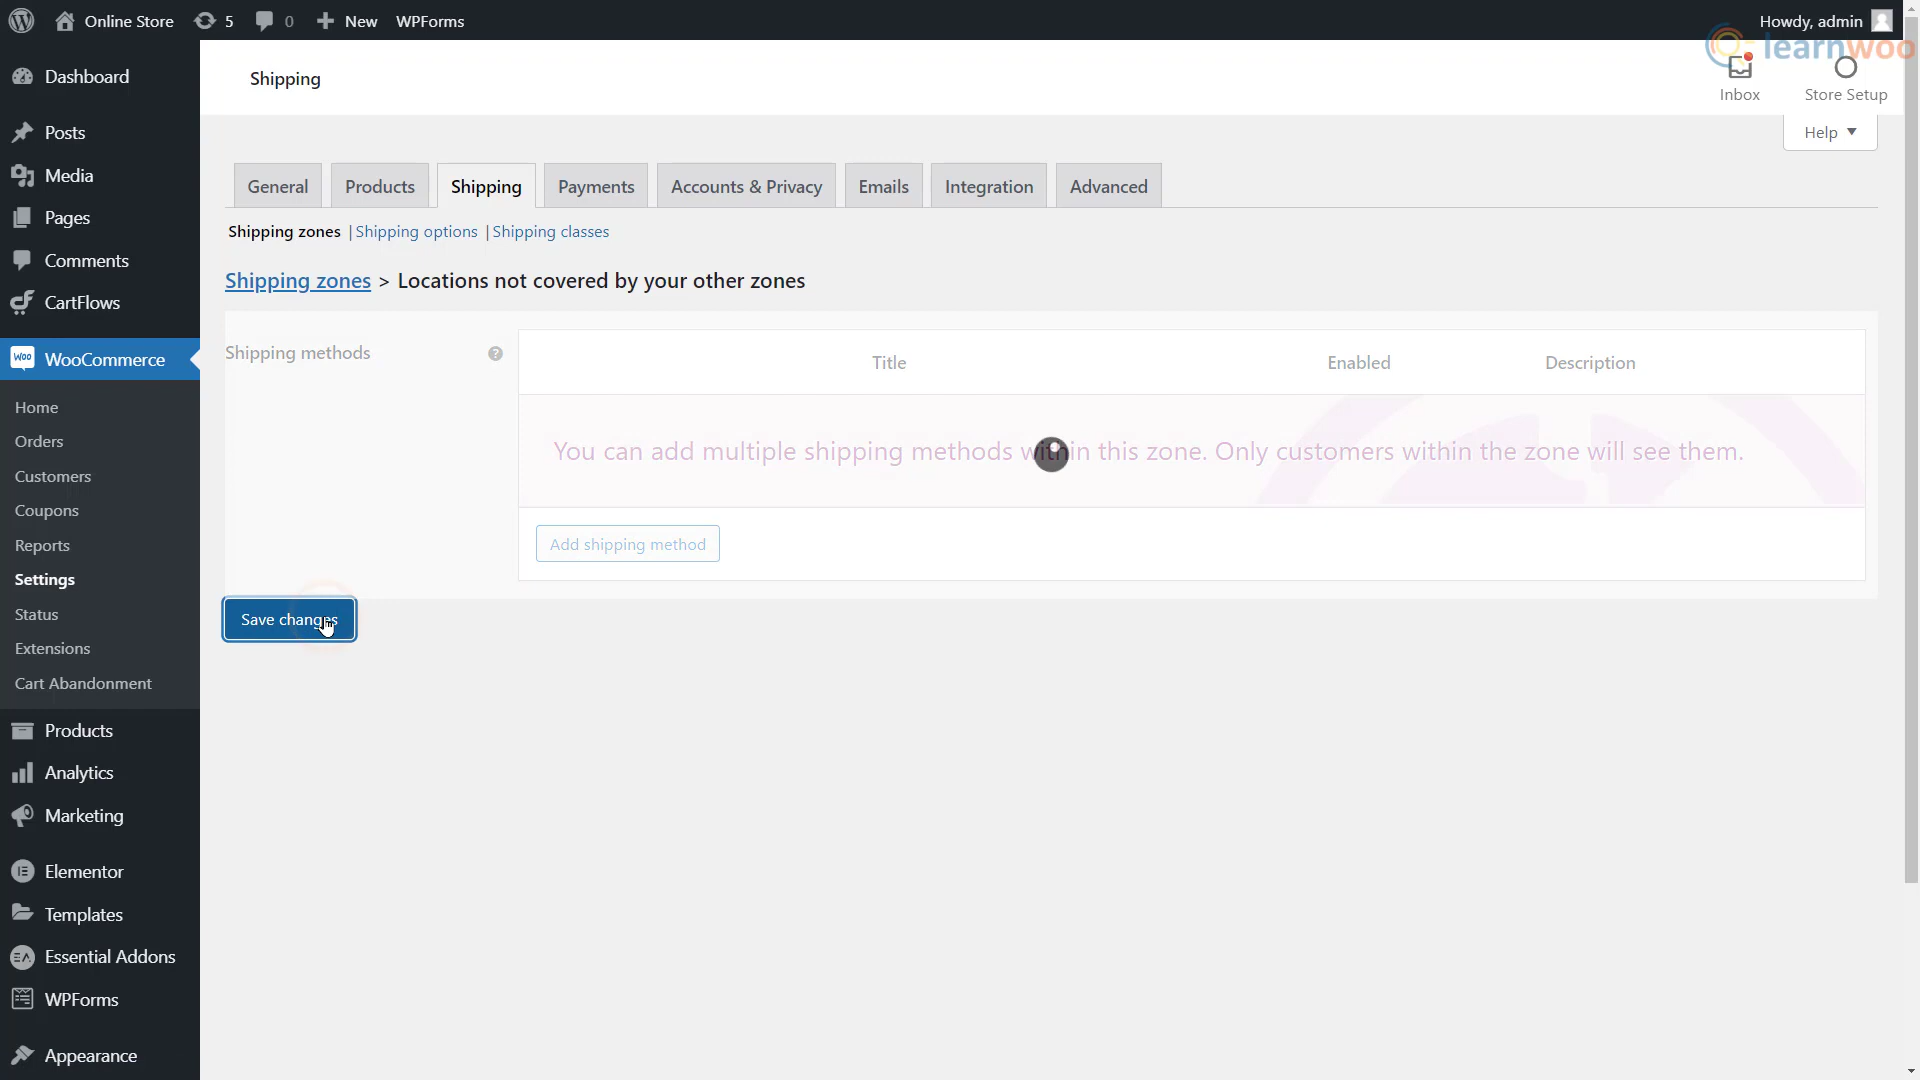 Online Store 5 0 New WPForms Howdy, admin
learnwoo
Shipping
Inbox Store Setup
Help
Dashboard
Posts
Media
Pages
Comments
CartFlows
WooCommerce
Home
Orders
Customers
Coupons
Reports
Settings
Status
Extensions
Cart Abandonment
Products
Analytics
Marketing
Elementor
Templates
Essential Addons
WPForms
Appearance
General Products Shipping Payments Accounts & Privacy Emails Integration Advanced
Shipping zones | Shipping options | Shipping classes
Shipping zones > Locations not covered by your other zones
Shipping methods ?
Title Enabled Description
You can add multiple shipping methods within this zone. Only customers within the zone will see them.
Add shipping method
Save changes